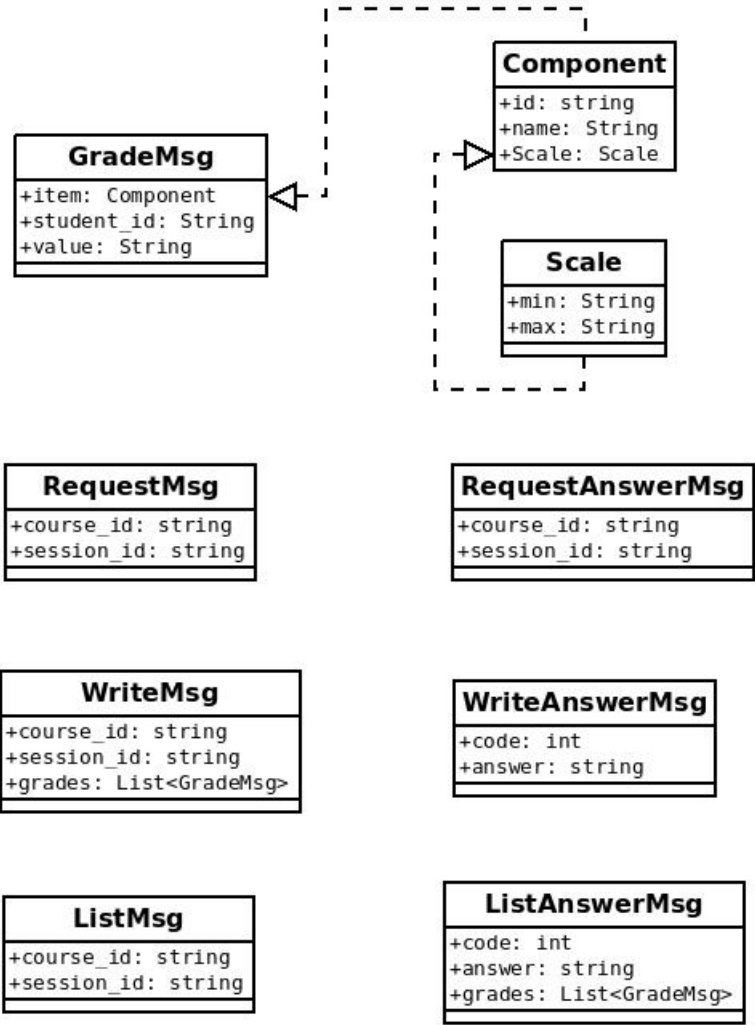 Component
+id: string
+name: String
+Scale: Scale
GradeMsg
+item: Component
+student_id: String
+value: String
Scale
+min: String
+max: String
RequestMsg
+course_id: string
+session_id: string
RequestAnswerMsg
+course_id: string
+session_id: string
WriteMsg
+course_id: string
+session_id: string
+grades: List<GradeMsg>
WriteAnswerMsg
+code: int
+answer: string
ListMsg
+course_id: string
+session_id: string
ListAnswerMsg
+code: int
+answer: string
+grades: List<GradeMsg>